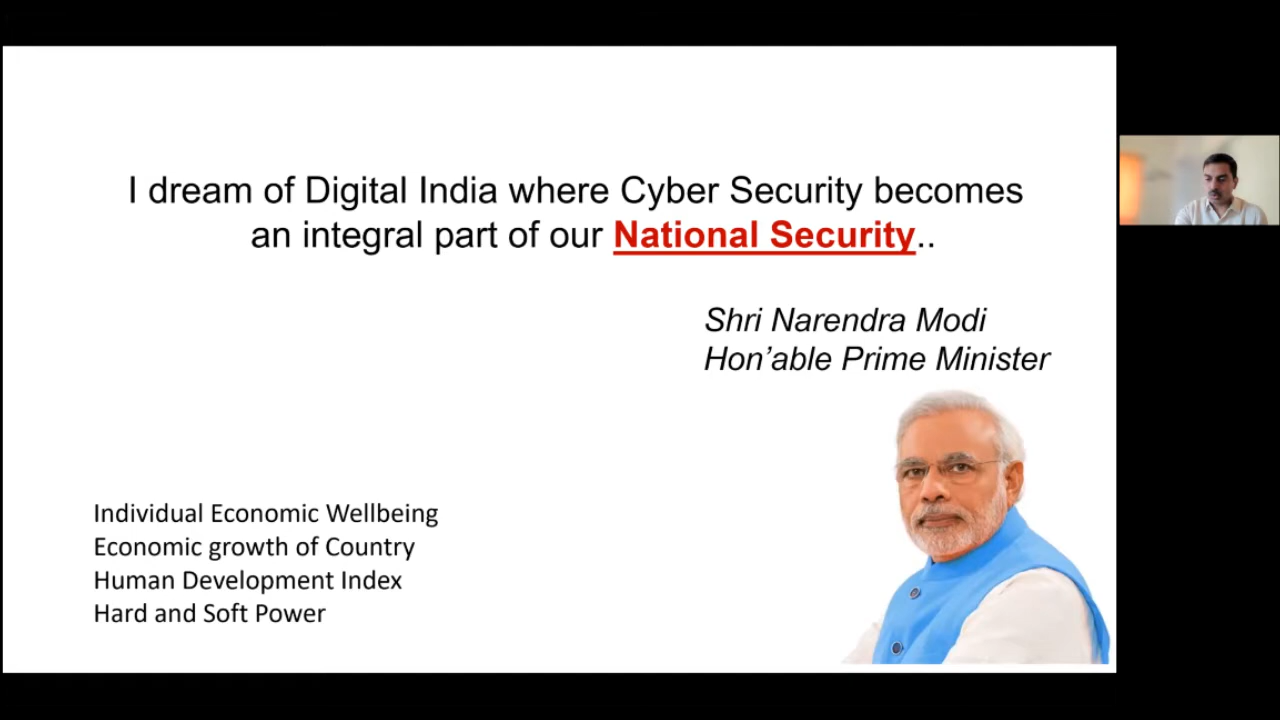 I dream of Digital India where Cyber Security becomes
an integral part of our National Security..
Shri Narendra Modi
Hon’able Prime Minister
Individual Economic Wellbeing
Economic growth of Country
Human Development Index
Hard and Soft Power